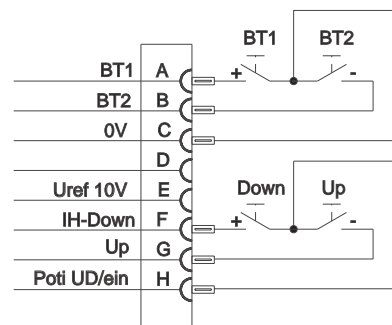 BT1 BT2
BT1 A + -
BT2 B
0V C
D
Uref 10V E Down Up
IH-Down F + -
Up G
Poti UD/ein H